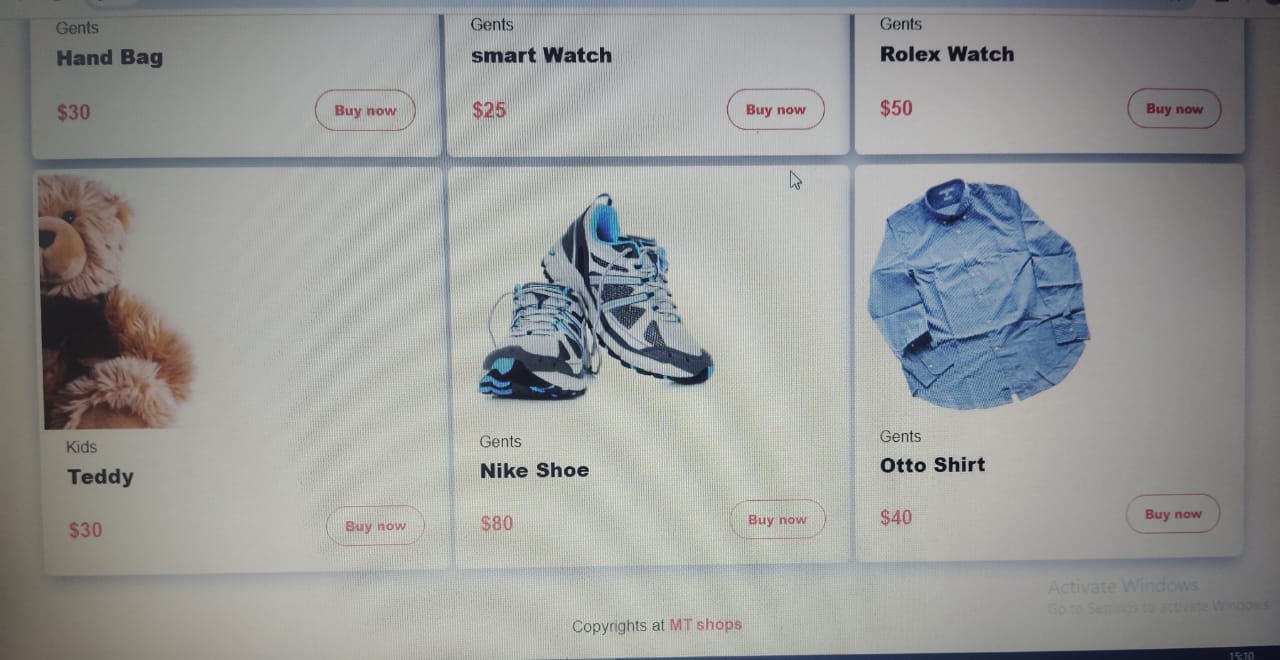 Gents
Hand Bag
$30
Buy now
Gents
smart Watch
$25
Buy now
Gents
Rolex Watch
$50
Buy now
Kids
Teddy
$30
Buy now
Gents
Nike Shoe
$80
Buy now
Gents
Otto Shirt
$40
Buy now
Activate Windows
Go to Settings to activate Windows.
Copyrights at MT shops
15:10